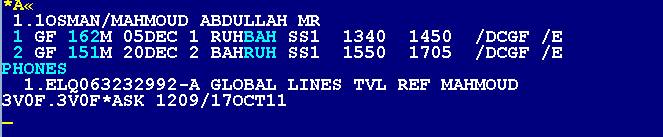 *A«
1.1OSMAN/MAHMOUD ABDULLAH MR
1 GF 162M 05DEC 1 RUHBAH SS1 1340 1450 /DCGF /E
2 GF 151M 20DEC 2 BAHRUH SS1 1550 1705 /DCGF /E
PHONES
1.ELQ063232992-A GLOBAL LINES TVL REF MAHMOUD
3V0F.3V0F*ASK 1209/17OCT11